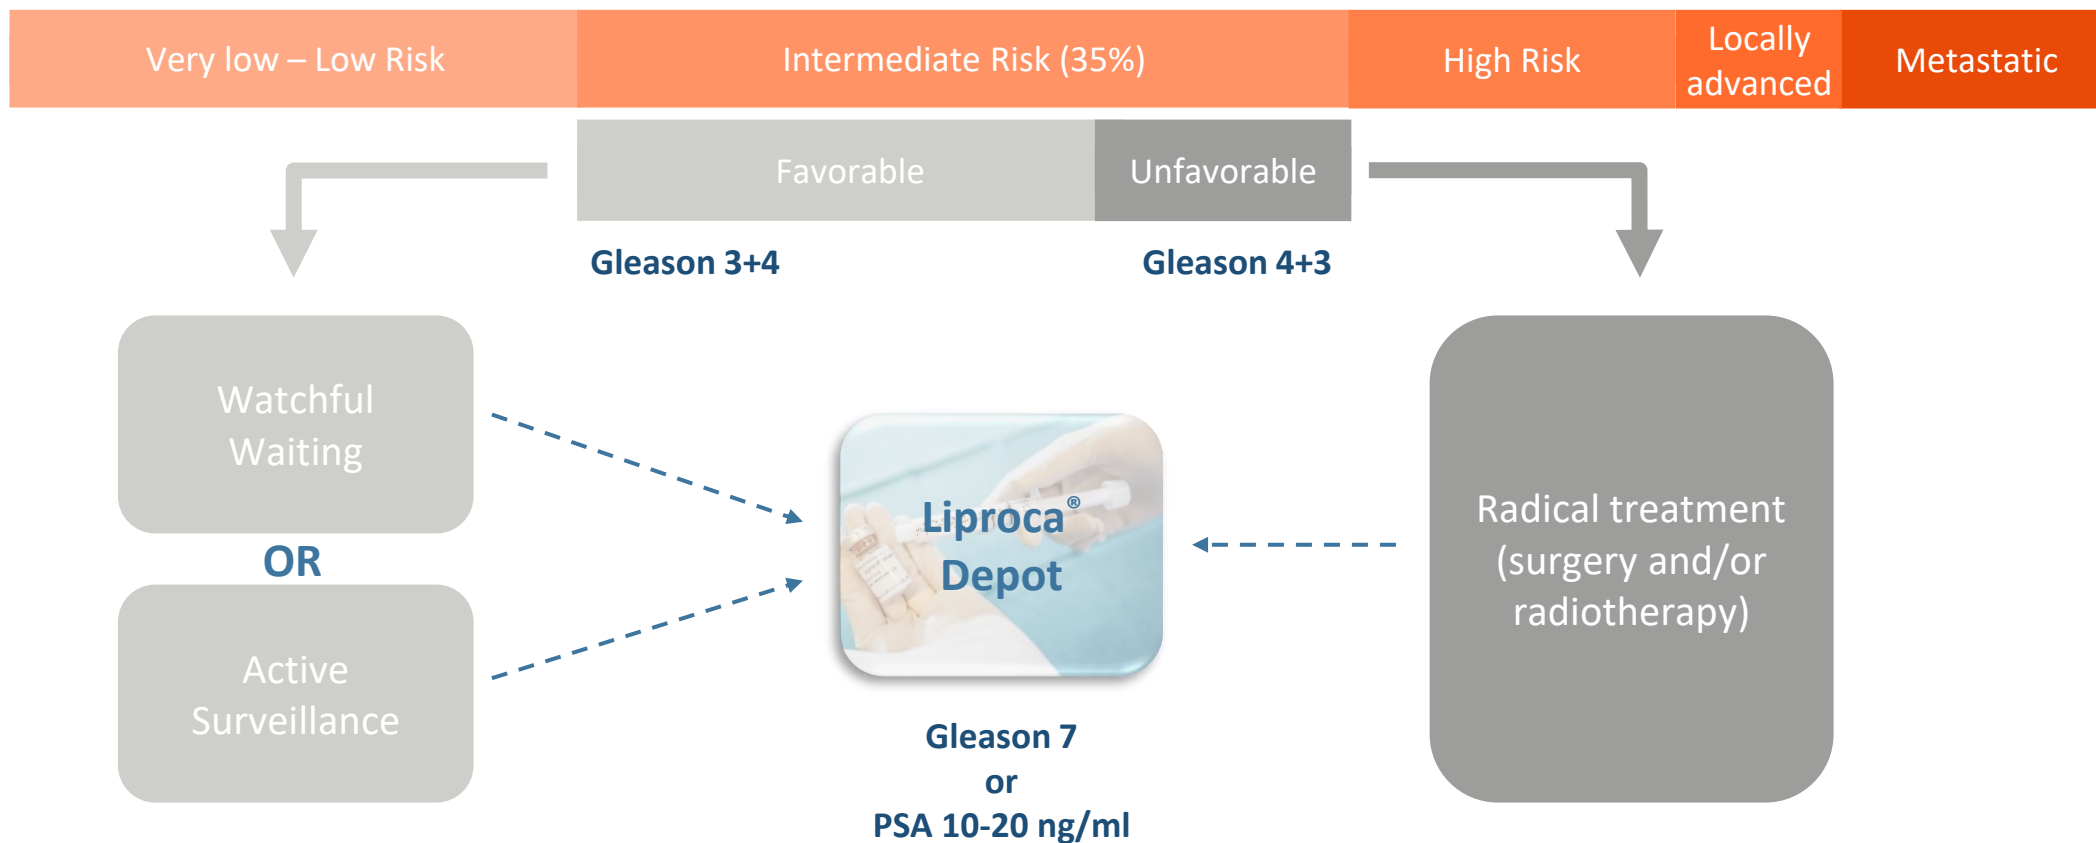 Very low – Low Risk
Intermediate Risk (35%)
High Risk
Locally
advanced
Metastatic
Favorable
Unfavorable
Gleason 3+4
Gleason 4+3
Watchful
Waiting
OR
Active
Surveillance
Liproca®
Depot
Gleason 7
or
PSA 10-20 ng/ml
Radical treatment
(surgery and/or
radiotherapy)